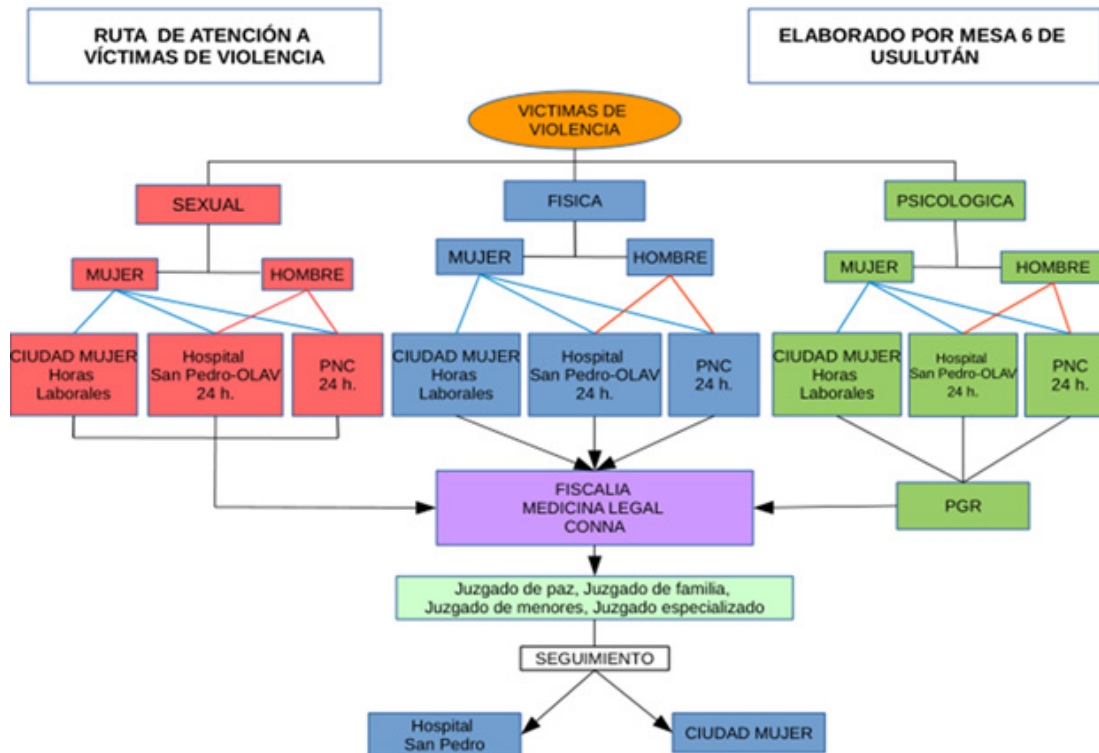 RUTA DE ATENCIÓN A
VÍCTIMAS DE VIOLENCIA
ELABORADO POR MESA 6 DE
USULUTÁN
VICTIMAS DE
VIOLENCIA
SEXUAL
FISICA
PSICOLOGICA
MUJER
HOMBRE
MUJER
HOMBRE
MUJER
HOMBRE
CIUDAD MUJER
Horas
Laborales
Hospital
San Pedro-OLAV
24 h.
PNC
24 h.
CIUDAD MUJER
Horas
Laborales
Hospital
San Pedro-OLAV
24 h.
PNC
24 h.
CIUDAD MUJER
Horas
Laborales
Hospital
San Pedro-OLAV
24 h.
PNC
24 h.
FISCALIA
MEDICINA LEGAL
CONNA
PGR
Juzgado de paz, Juzgado de familia,
Juzgado de menores, Juzgado especializado
SEGUIMIENTO
Hospital
San Pedro
CIUDAD MUJER